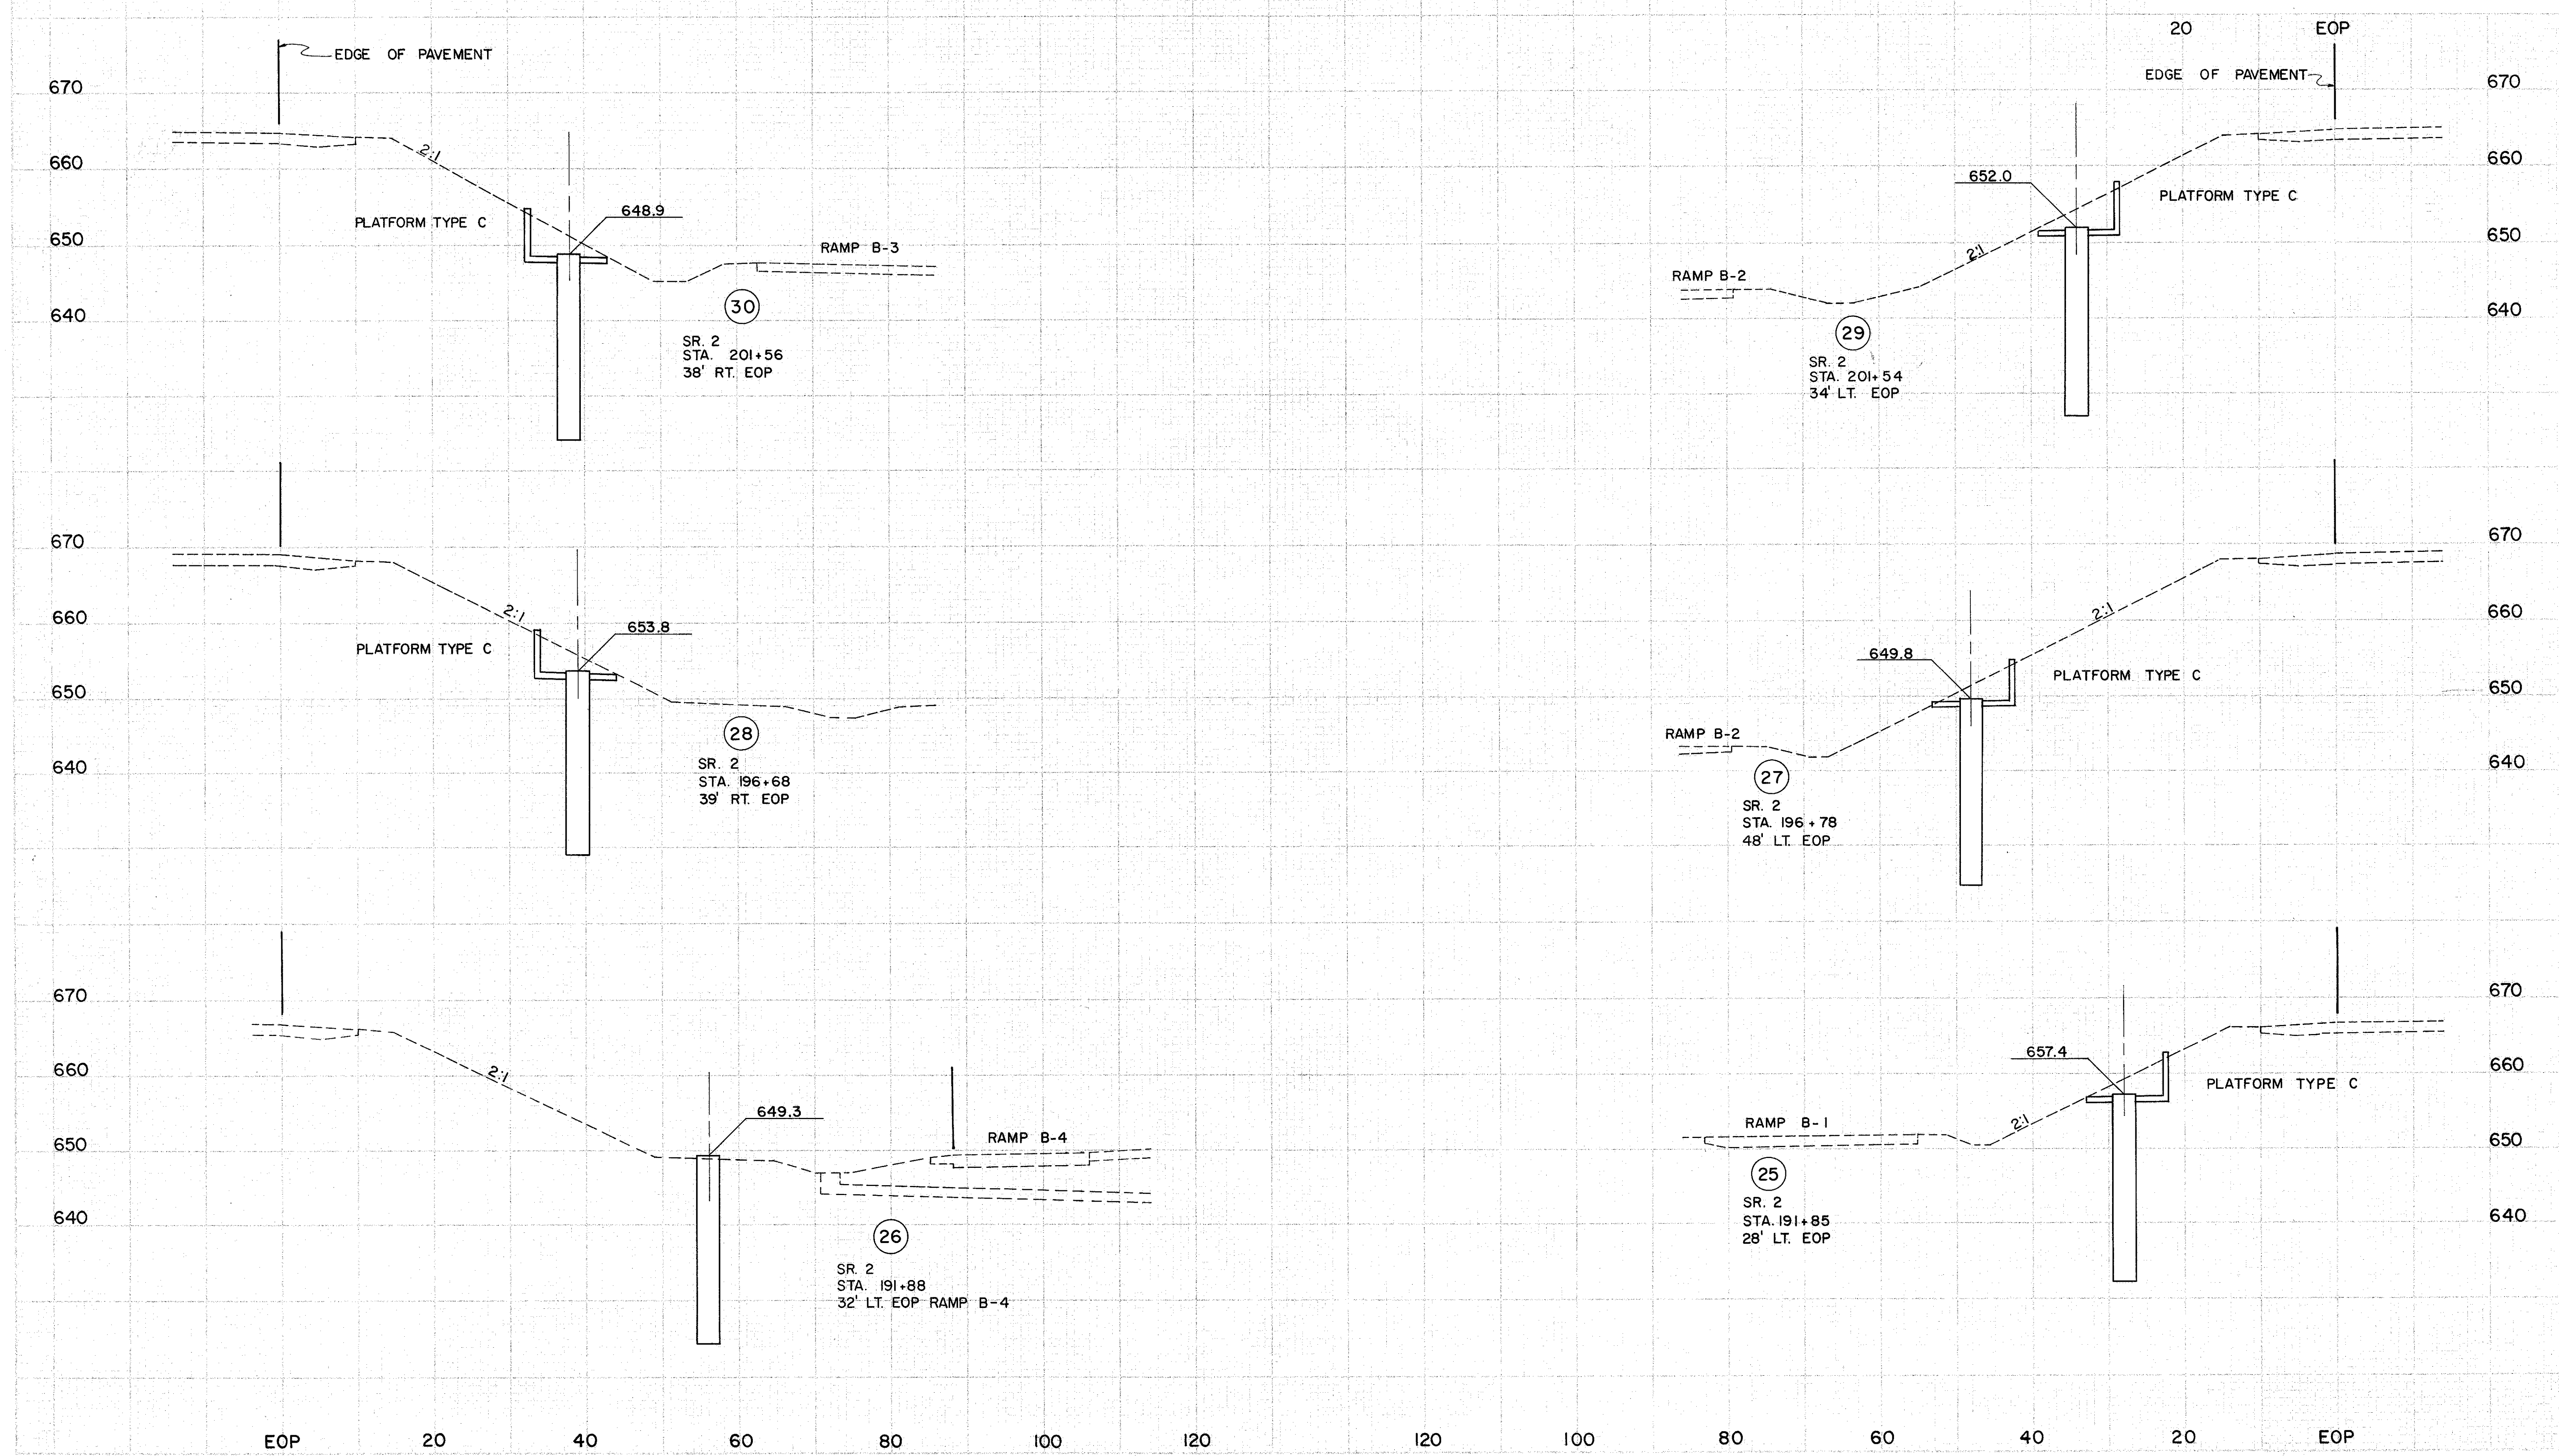 20 EOP
EDGE OF PAVEMENT
EDGE OF PAVEMENT
670
670
2:1
660
660
652.0
PLATFORM TYPE C
648.9
PLATFORM TYPE C
650
RAMP B-3
2:1
650
RAMP B-2
30
640
640
29
SR. 2
STA. 201+56
38' RT. EOP
SR. 2
STA. 201+54
34' LT. EOP
670
670
2:1
660
2:1
660
653.8
PLATFORM TYPE C
649.8
PLATFORM TYPE C
650
650
28
RAMP B-2
640
640
27
SR. 2
STA. 196+68
39' RT. EOP
SR. 2
STA. 196+78
48' LT. EOP
670
670
657.4
660
660
2:1
PLATFORM TYPE C
649.3
RAMP B-4
RAMP B-1
2:1
650
650
25
640
640
26
SR. 2
STA. 191+85
28' LT. EOP
SR. 2
STA. 191+88
32' LT. EOP RAMP B-4
EOP 20 40 60 80 100 120 120 100 80 60 40 20 EOP